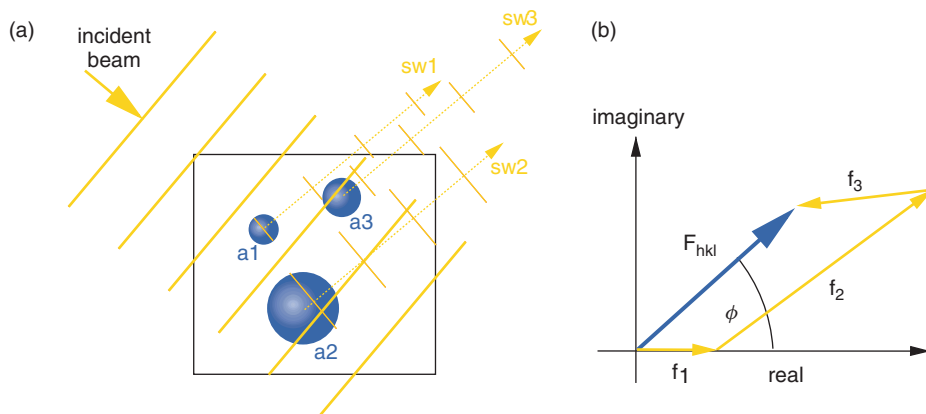 (a)
incident
beam
sw1
sw3
sw2
a1
a3
a2
(b)
imaginary
f3
Fhkl
f2
ϕ
f1
real